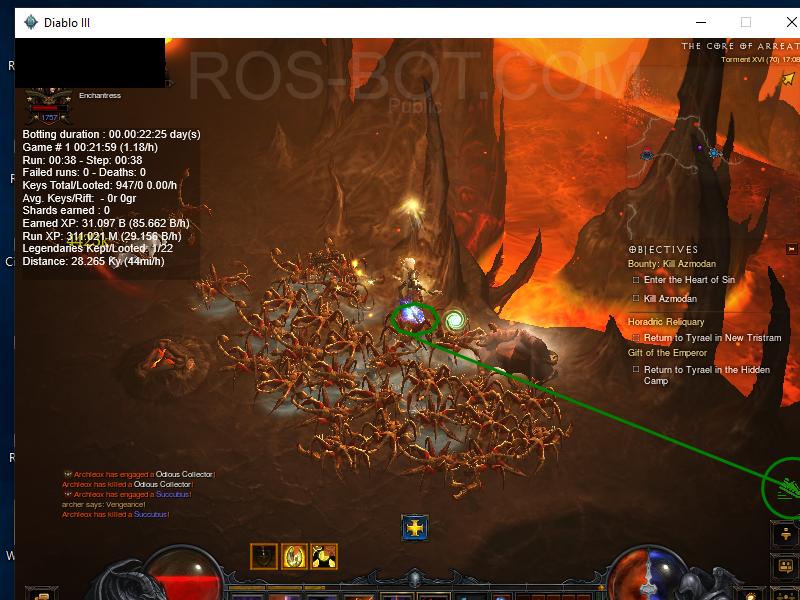 Diablo III
THE CORE OF ARREAT
Torment XVI (70) 17:08
ROS-BOT.COM
Public
Enchantress
1757
Botting duration : 00.00:22:25 day(s)
Game # 1 00:21:59 (1.18/h)
Run: 00:38 - Step: 00:38
Failed runs: 0 - Deaths: 0
Keys Total/Looted: 947/0 0.00/h
Avg. Keys/Rift: - 0r 0gr
Shards earned : 0
Earned XP: 31.097 B (85.662 B/h)
Run XP: 311.021 M (29.156 B/h)
Legendaries Kept/Looted: 1/22
Distance: 28.265 Ky (44mi/h)
OBJECTIVES
Bounty: Kill Azmodan
Enter the Heart of Sin
Kill Azmodan
Horadric Reliquary
Return to Tyrael in New Tristram
Gift of the Emperor
Return to Tyrael in the Hidden
Camp
Archleox has engaged a Odious Collector!
Archleox has killed a Odious Collector!
Archleox has engaged a Succubus!
archer says: Vengeance!
Archleox has killed a Succubus!